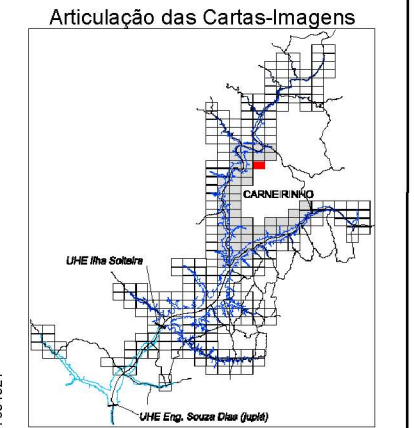 Articulação das Cartas-Imagens
CARNEIRINHO
UHE Ilha Solteira
UHE Eng. Souza Dias (jupiá)